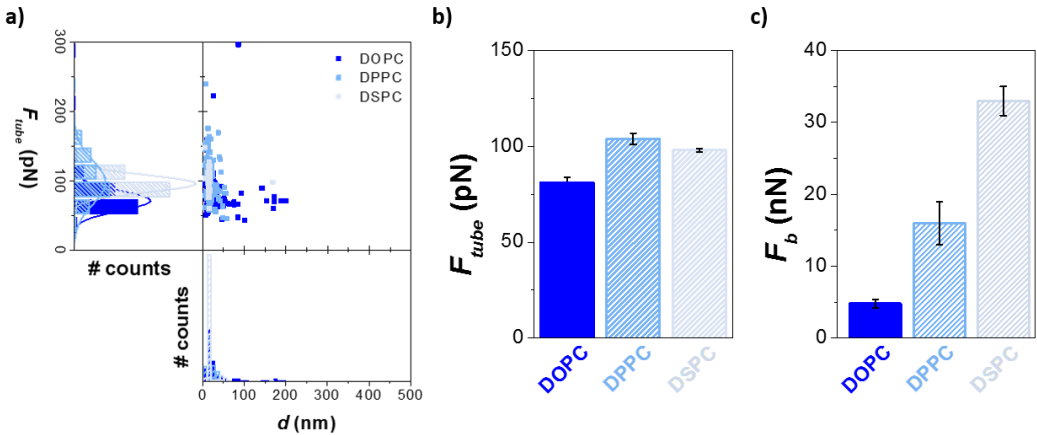 a)
300
200
100
0
F_tube (pN)
# counts
DOPC
DPPC
DSPC
# counts
0 100 200 300 400 500
d (nm)
b)
150
100
50
0
F_tube (pN)
DOPC
DPPC
DSPC
c)
40
30
20
10
0
F_b (nN)
DOPC
DPPC
DSPC